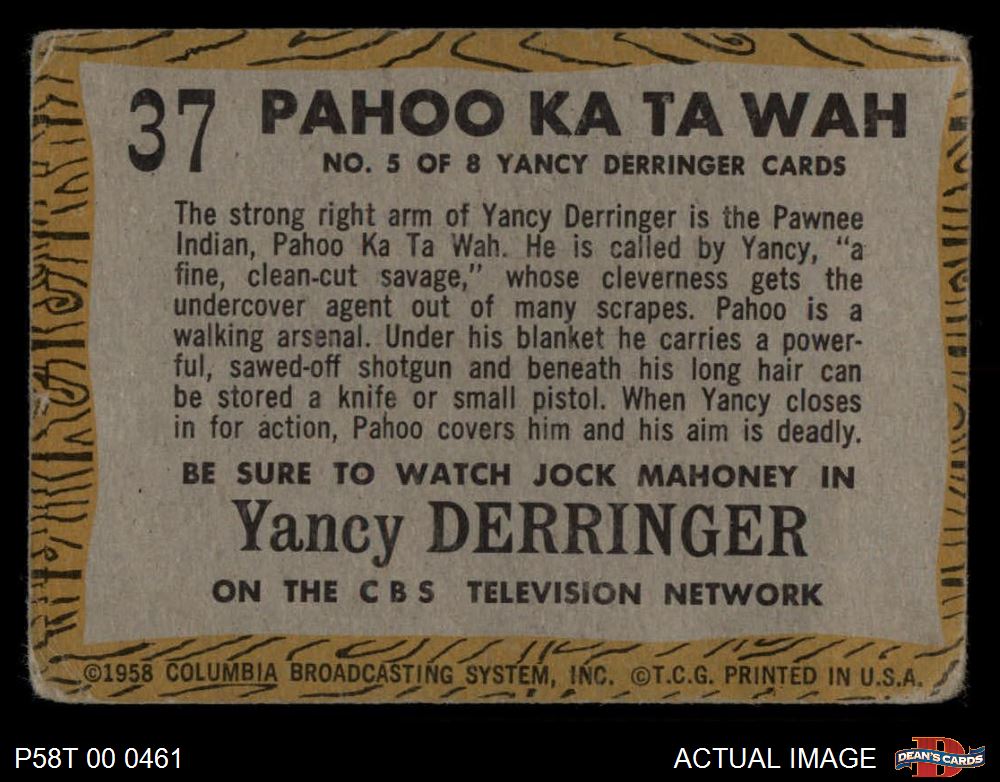 37 PAHOO KA TA WAH
NO. 5 OF 8 YANCY DERRINGER CARDS
The strong right arm of Yancy Derringer is the Pawnee
Indian, Pahoo Ka Ta Wah. He is called by Yancy, “a
fine, clean-cut savage,” whose cleverness gets the
undercover agent out of many scrapes. Pahoo is a
walking arsenal. Under his blanket he carries a power-
ful, sawed-off shotgun and beneath his long hair can
be stored a knife or small pistol. When Yancy closes
in for action, Pahoo covers him and his aim is deadly.
BE SURE TO WATCH JOCK MAHONEY IN
Yancy DERRINGER
ON THE CBS TELEVISION NETWORK
©1958 COLUMBIA BROADCASTING SYSTEM, INC. ©T.C.G. PRINTED IN U.S.A.
P58T 00 0461
ACTUAL IMAGE
D
DEAN'S CARDS